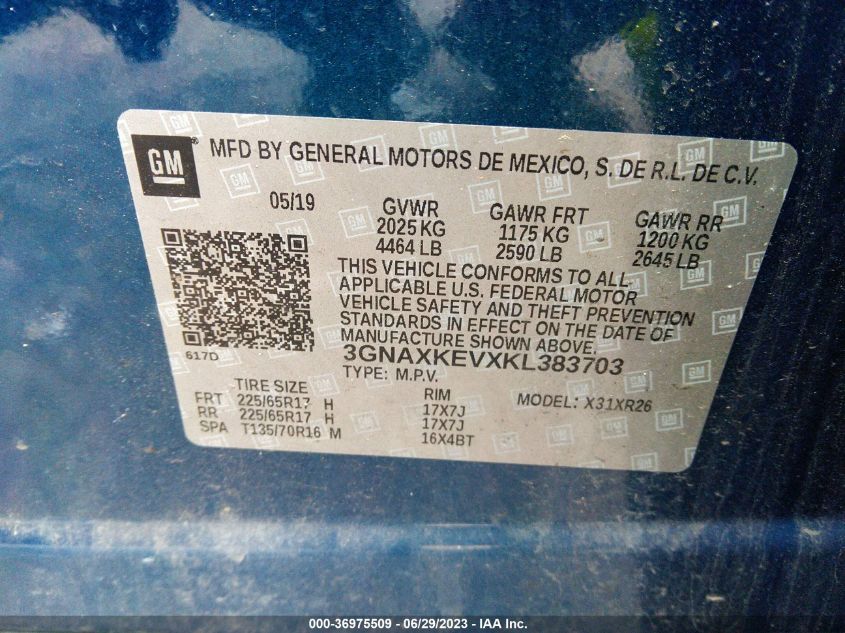 GM MFD BY GENERAL MOTORS DE MEXICO, S. DE R.L. DE C.V.
05/19 GVWR GAWR FRT GAWR RR
2025 KG 1175 KG 1200 KG
4464 LB 2590 LB 2645 LB
THIS VEHICLE CONFORMS TO ALL
APPLICABLE U.S. FEDERAL MOTOR
VEHICLE SAFETY AND THEFT PREVENTION
STANDARDS IN EFFECT ON THE DATE OF
MANUFACTURE SHOWN ABOVE.
617D 3GNAXKEVXKL383703
TYPE: M.P.V.
TIRE SIZE RIM MODEL: X31XR26
FRT 225/65R17 H 17X7J
RR 225/65R17 H 17X7J
SPA T135/70R16 M 16X4BT
000-36975509 - 06/29/2023 - IAA Inc.